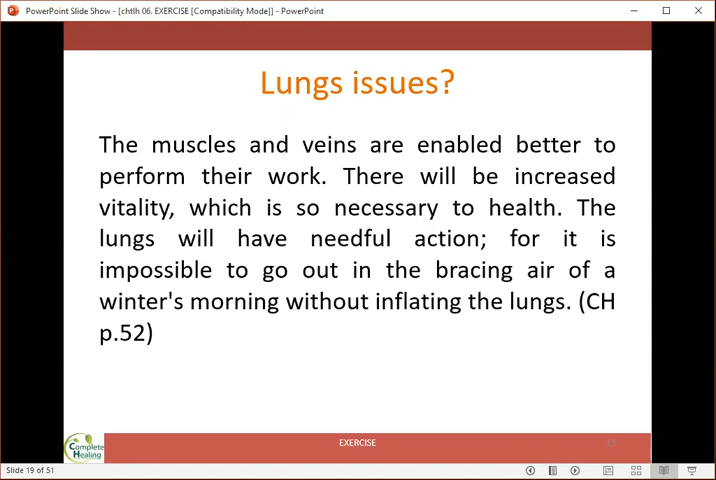 PowerPoint Slide Show - [chtlh 06. EXERCISE [Compatibility Mode]] - PowerPoint
Lungs issues?
The muscles and veins are enabled better to
perform their work. There will be increased
vitality, which is so necessary to health. The
lungs will have needful action; for it is
impossible to go out in the bracing air of a
winter's morning without inflating the lungs. (CH
p.52)
Complete
Healing
EXERCISE
19
Slide 19 of 51